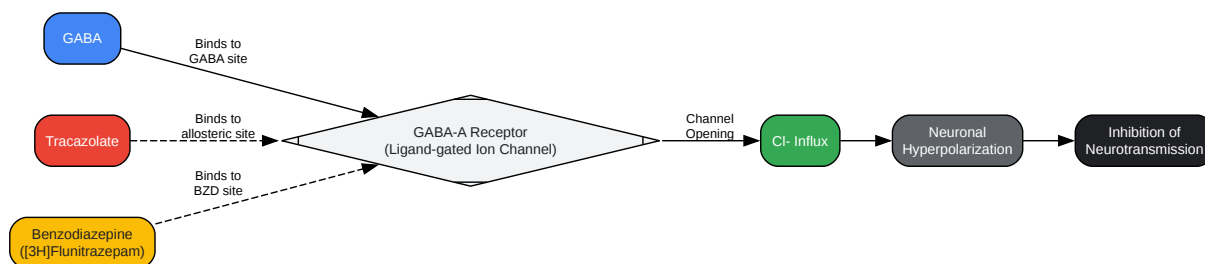 GABA
Binds to
GABA site
Tracazolate
Binds to
allosteric site
Benzodiazepine
([3H]Flunitrazepam)
Binds to
BZD site
GABA-A Receptor
(Ligand-gated Ion Channel)
Channel
Opening
Cl- Influx
Neuronal
Hyperpolarization
Inhibition of
Neurotransmission